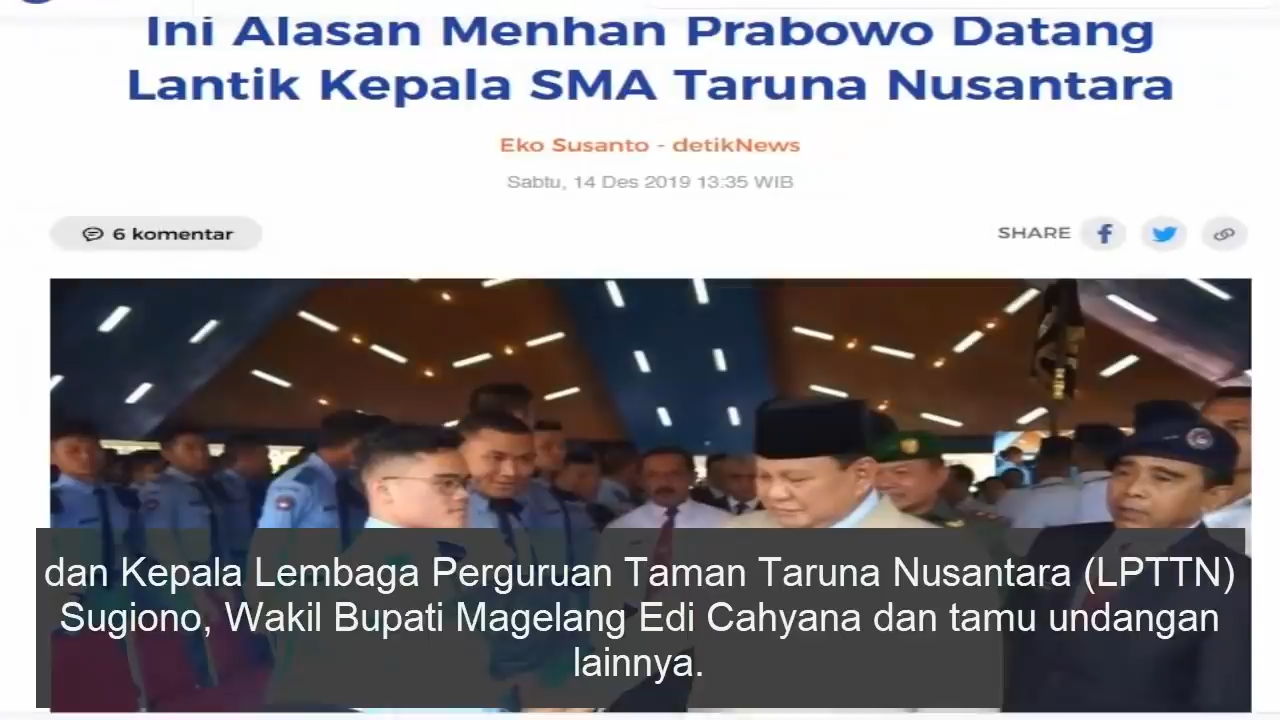 Ini Alasan Menhan Prabowo Datang
Lantik Kepala SMA Taruna Nusantara
Eko Susanto - detikNews
Sabtu, 14 Des 2019 13:35 WIB
6 komentar
SHARE
dan Kepala Lembaga Perguruan Taman Taruna Nusantara (LPTTN)
Sugiono, Wakil Bupati Magelang Edi Cahyana dan tamu undangan
lainnya.